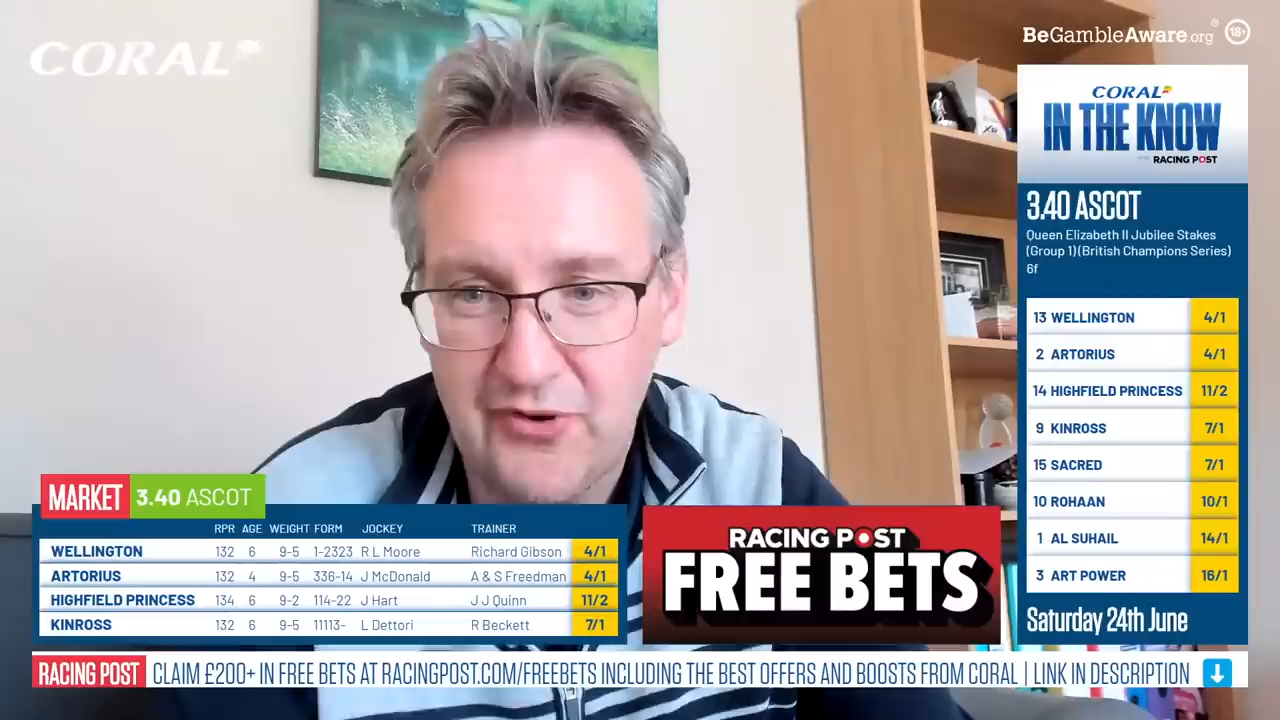 CORAL
BeGambleAware.org® 18+
CORAL
IN THE KNOW
RACING POST
3.40 ASCOT
Queen Elizabeth II Jubilee Stakes
(Group 1) (British Champions Series)
6f
13 WELLINGTON 4/1
2 ARTORIUS 4/1
14 HIGHFIELD PRINCESS 11/2
9 KINROSS 7/1
15 SACRED 7/1
10 ROHAAN 10/1
1 AL SUHAIL 14/1
3 ART POWER 16/1
Saturday 24th June
MARKET 3.40 ASCOT
RPR AGE WEIGHT FORM JOCKEY TRAINER
WELLINGTON 132 6 9-5 1-2323 R L Moore Richard Gibson 4/1
ARTORIUS 132 4 9-5 336-14 J McDonald A & S Freedman 4/1
HIGHFIELD PRINCESS 134 6 9-2 114-22 J Hart J J Quinn 11/2
KINROSS 132 6 9-5 11113- L Dettori R Beckett 7/1
RACING POST
FREE BETS
RACING POST CLAIM £200+ IN FREE BETS AT RACINGPOST.COM/FREEBETS INCLUDING THE BEST OFFERS AND BOOSTS FROM CORAL | LINK IN DESCRIPTION